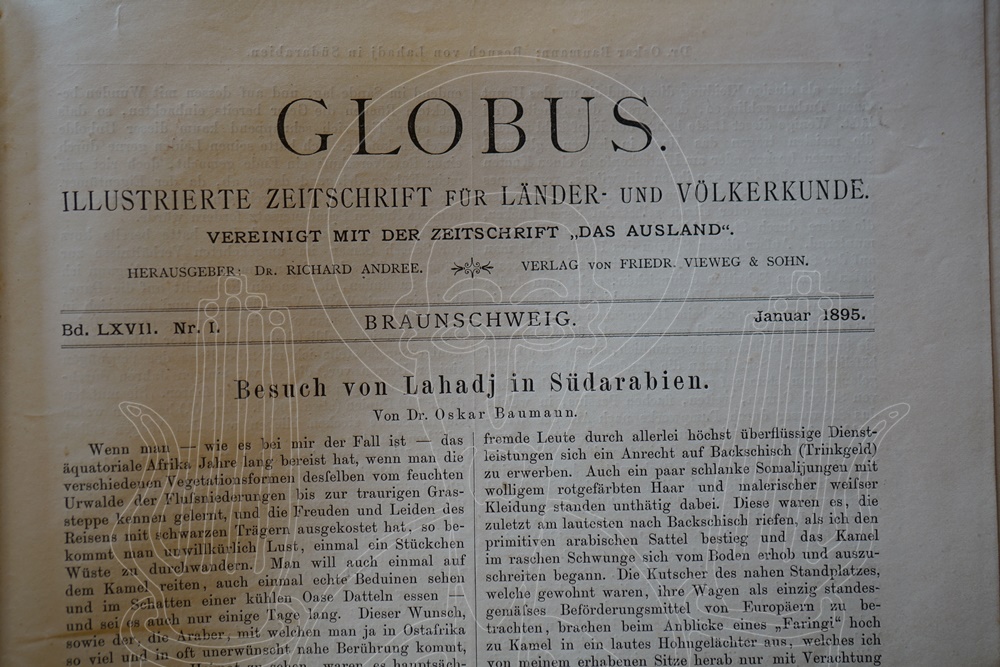 GLOBUS.
ILLUSTRIERTE ZEITSCHRIFT FÜR LÄNDER- UND VÖLKERKUNDE.
VEREINIGT MIT DER ZEITSCHRIFT „DAS AUSLAND“.
HERAUSGEBER: DR. RICHARD ANDREE. VERLAG VON FRIEDR. VIEWEG & SOHN.
Bd. LXVII. Nr. 1. BRAUNSCHWEIG. Januar 1895.
Besuch von Lahadj in Südarabien.
Von Dr. Oskar Baumann.
Wenn man — wie es bei mir der Fall ist — das
äquatoriale Afrika Jahre lang bereist hat, wenn man die
verschiedenen Vegetationsformen desselben vom feuchten
Urwalde der Flufsniederungen bis zur traurigen Gras-
steppe kennen gelernt, und die Freuden und Leiden des
Reisens mit schwarzen Trägern ausgekostet hat, so be-
kommt man unwillkürlich Lust, einmal ein Stückchen
Wüste zu durchwandern. Man will auch einmal auf
dem Kamel reiten, auch einmal echte Beduinen sehen
und im Schatten einer kühlen Oase Datteln essen —
und sei es auch nur einige Tage lang. Dieser Wunsch,
sowie der, die Araber, mit welchen man ja in Ostafrika
so viel und in oft unerwünscht nahe Berührung kommt,
zu sehen, waren es hauptsäch-
fremde Leute durch allerlei höchst überflüssige Dienst-
leistungen sich ein Anrecht auf Backschisch (Trinkgeld)
zu erwerben. Auch ein paar schlanke Somalijungen mit
wolligem rotgefärbten Haar und malerischer weifser
Kleidung standen unthätig dabei. Diese waren es, die
zuletzt am lautesten nach Backschisch riefen, als ich den
primitiven arabischen Sattel bestieg und das Kamel
im raschen Schwunge sich vom Boden erhob und auszu-
schreiten begann. Die Kutscher des nahen Standplatzes,
welche gewohnt waren, ihre Wagen als einzig standes-
gemäfses Beförderungsmittel von Europäern zu be-
trachten, brachen beim Anblicke eines „Faringi“ hoch
zu Kamel in ein lautes Hohngelächter aus, welches ich
von meinem erhabenen Sitze herab nur mit Verachtung